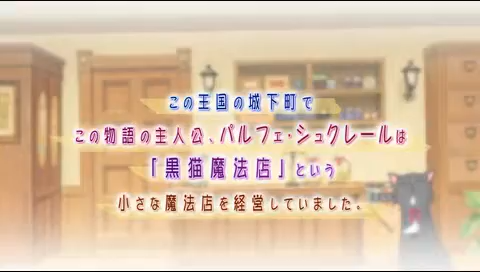 この王国の城下町で
この物語の主人公、パルフェ・シュクレールは
「黒猫魔法店」という
小さな魔法店を経営していました。